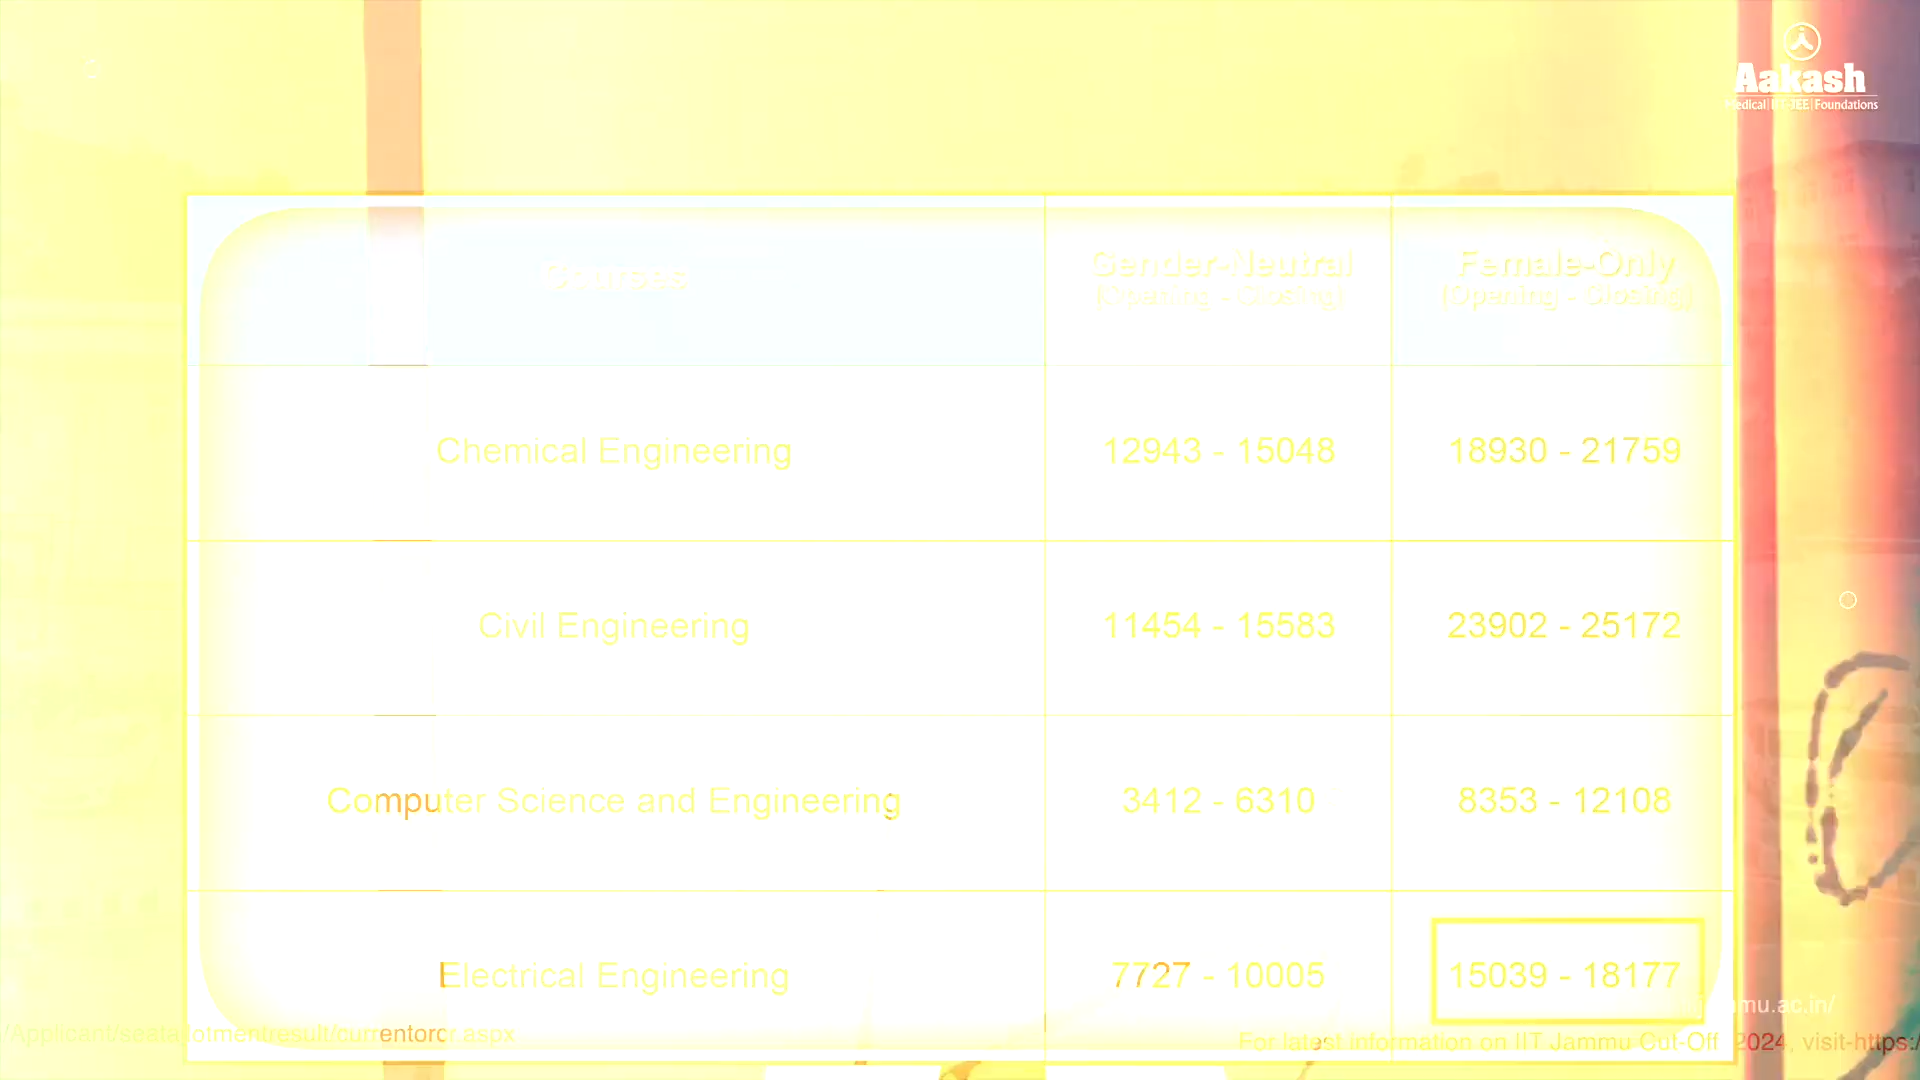 Aakash
Medical|IIT-JEE|Foundations
Courses
Gender-Neutral
(Opening - Closing)
Female-Only
(Opening - Closing)
Chemical Engineering
12943 - 15048
18930 - 21759
Civil Engineering
11454 - 15583
23902 - 25172
Computer Science and Engineering
3412 - 6310
8353 - 12108
Electrical Engineering
7727 - 10005
15039 - 18177
mu.ac.in/
/Applicant/seatallotmentresult/currentorcr.aspx
For latest information on IIT Jammu Cut-Off 2024, visit-https:/